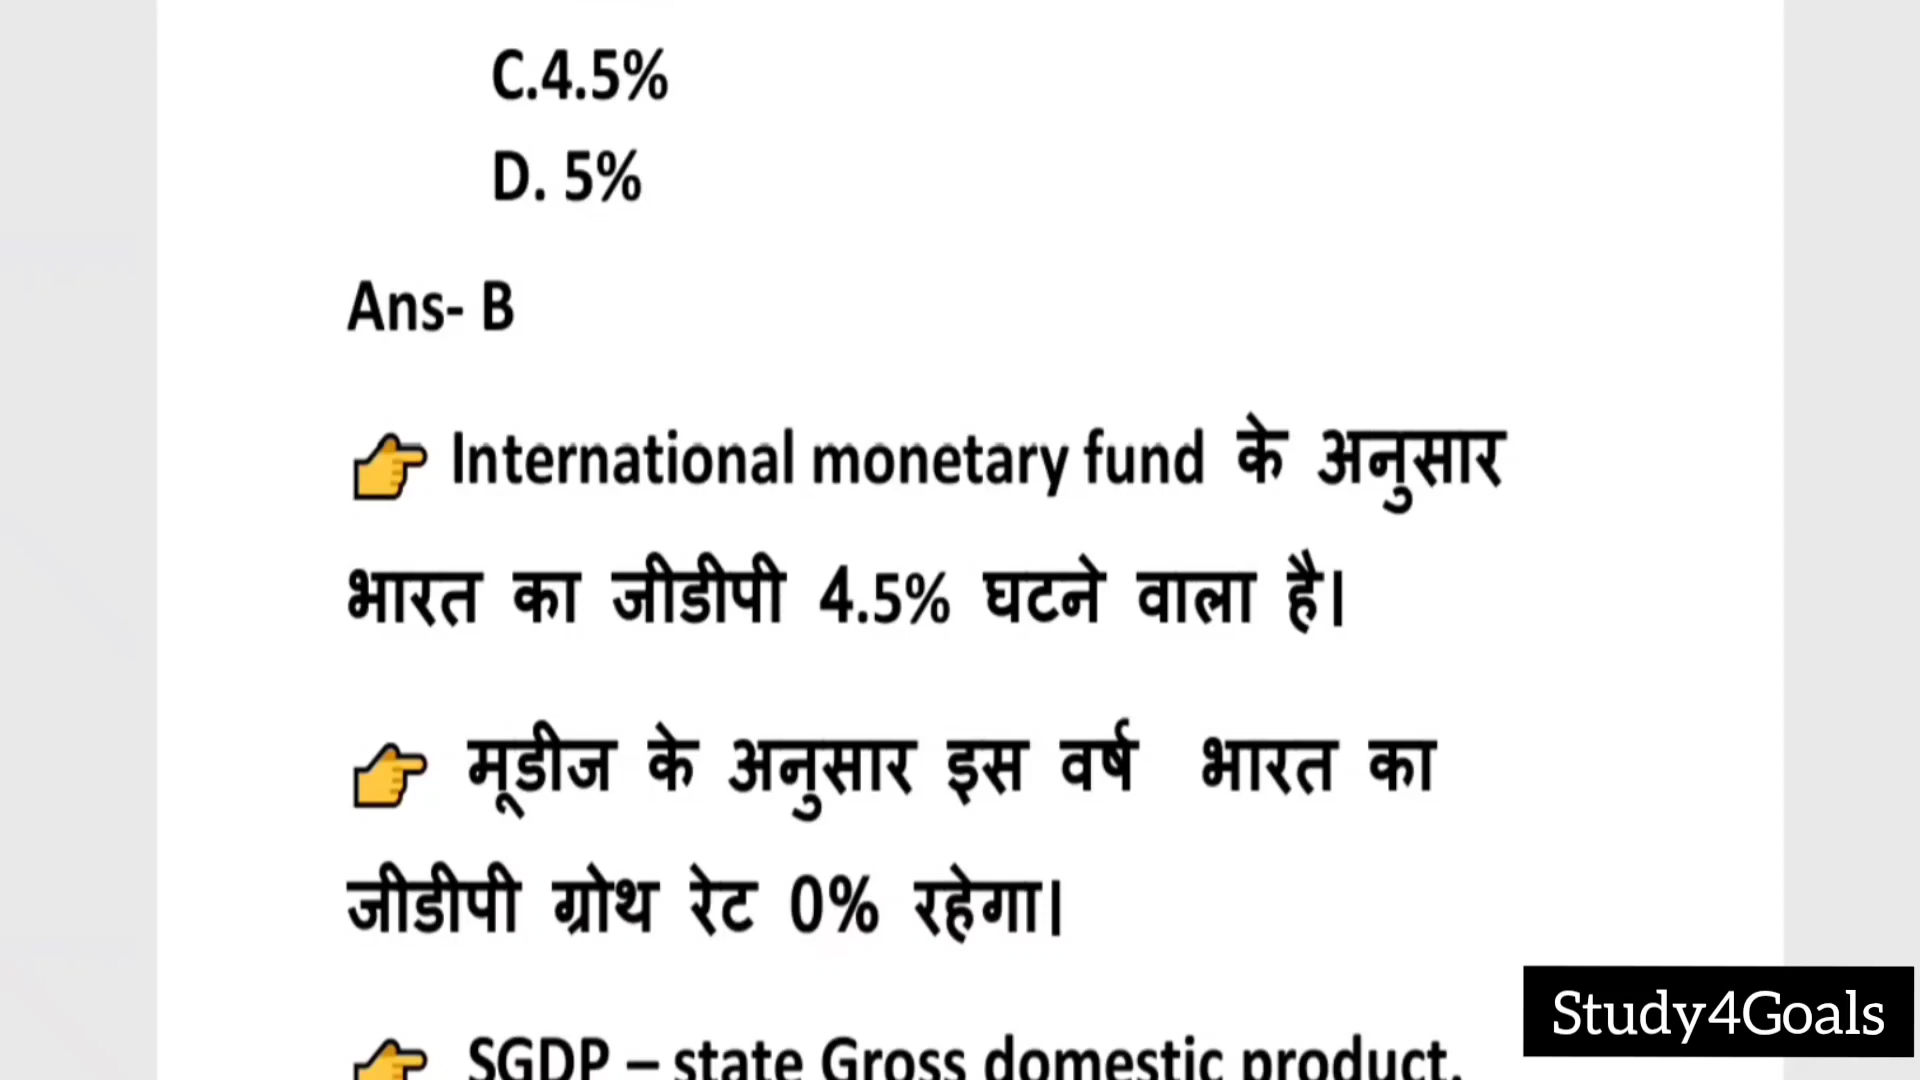 C.4.5%
D. 5%
Ans- B
👉 International monetary fund के अनुसार
भारत का जीडीपी 4.5% घटने वाला है।
👉 मूडीज के अनुसार इस वर्ष भारत का
जीडीपी ग्रोथ रेट 0% रहेगा।
👉 SGDP – state Gross domestic product.
Study4Goals